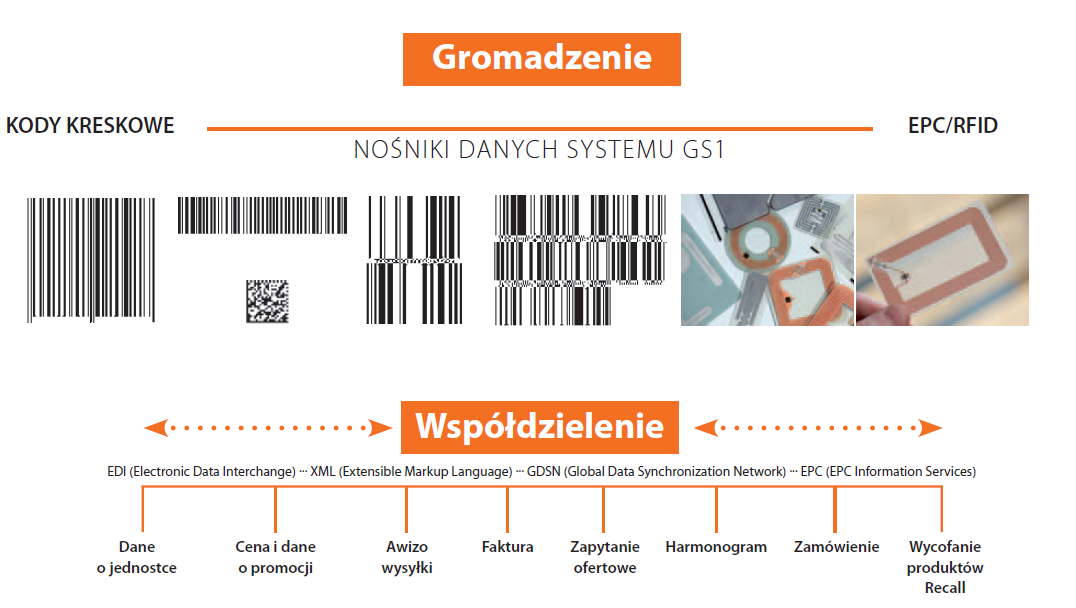 Gromadzenie
KODY KRESKOWE
EPC/RFID
NOŚNIKI DANYCH SYSTEMU GS1
Współdzielenie
EDI (Electronic Data Interchange) ··· XML (Extensible Markup Language) ··· GDSN (Global Data Synchronization Network) ··· EPC (EPC Information Services)
Dane
o jednostce
Cena i dane
o promocji
Awizo
wysyłki
Faktura
Zapytanie
ofertowe
Harmonogram
Zamówienie
Wycofanie
produktów
Recall